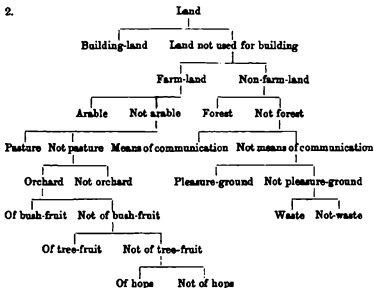 2. Land
Building-land Land not used for building
Farm-land Non-farm-land
Arable Not arable Forest Not forest
Pasture Not pasture Means of communication Not means of communication
Orchard Not orchard Pleasure-ground Not pleasure-ground
Of bush-fruit Not of bush-fruit Waste Not-waste
Of tree-fruit Not of tree-fruit
Of hops Not of hops